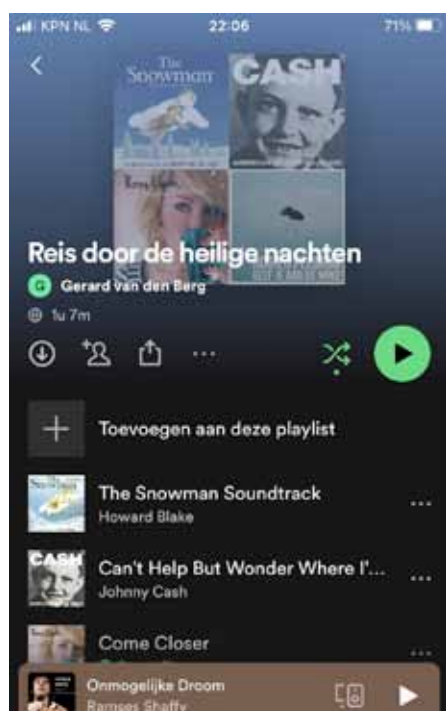 KPN NL 22:06 71%
The
Snowman
CASH
Reis door de heilige nachten
G Gerard van den Berg
1u 7m
Toevoegen aan deze playlist
The Snowman Soundtrack
Howard Blake
CASH
Can't Help But Wonder Where I'...
Johnny Cash
Come Closer
Onmogelijke Droom
Ramses Shaffy